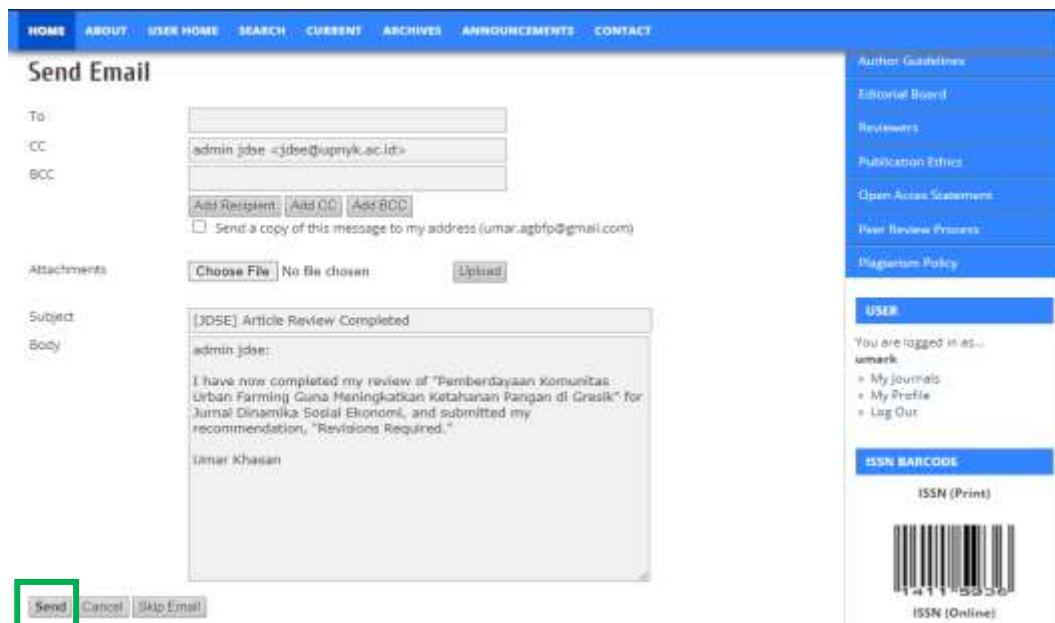 HOME ABOUT USER HOME SEARCH CURRENT ARCHIVES ANNOUNCEMENTS CONTACT
Send Email
To
CC admin jdse <jdse@upnyk.ac.id>
BCC
Add Recipient Add CC Add BCC
Send a copy of this message to my address (umar.agbfp@gmail.com)
Attachments Choose File No file chosen Upload
Subject [JDSE] Article Review Completed
Body admin jdse:
I have now completed my review of "Pemberdayaan Komunitas
Urban Farming Guna Meningkatkan Ketahanan Pangan di Gresik" for
Jurnal Dinamika Sosial Ekonomi, and submitted my
recommendation, "Revisions Required."
Umar Khasan
Send Cancel Skip Email
Author Guidelines
Editorial Board
Reviewers
Publication Ethics
Open Acces Statement
Peer Review Process
Plagiarism Policy
USER
You are logged in as...
umark
My Journals
My Profile
Log Out
ISSN BARCODE
ISSN (Print)
1411-5936
ISSN (Online)